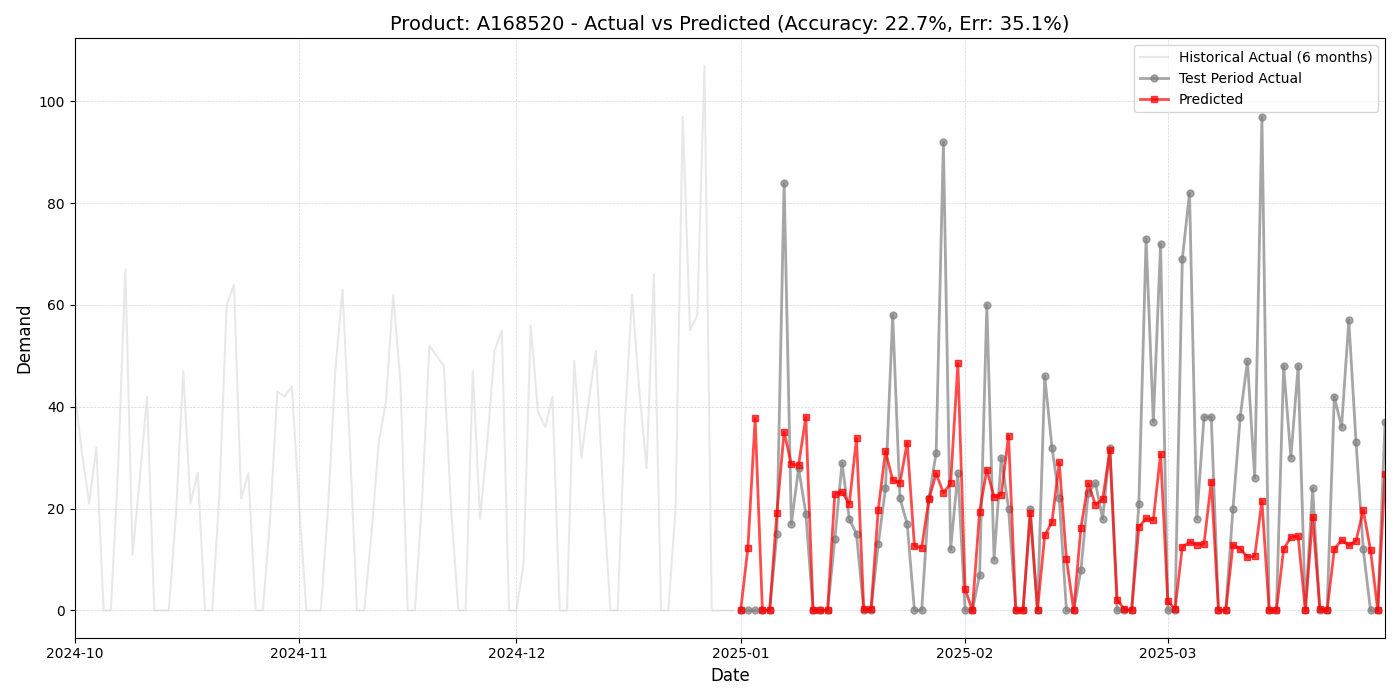 Product: A168520 - Actual vs Predicted (Accuracy: 22.7%, Err: 35.1%)
Historical Actual (6 months)
Test Period Actual
Predicted
100
80
60
40
20
0
Demand
2024-10
2024-11
2024-12
2025-01
2025-02
2025-03
Date